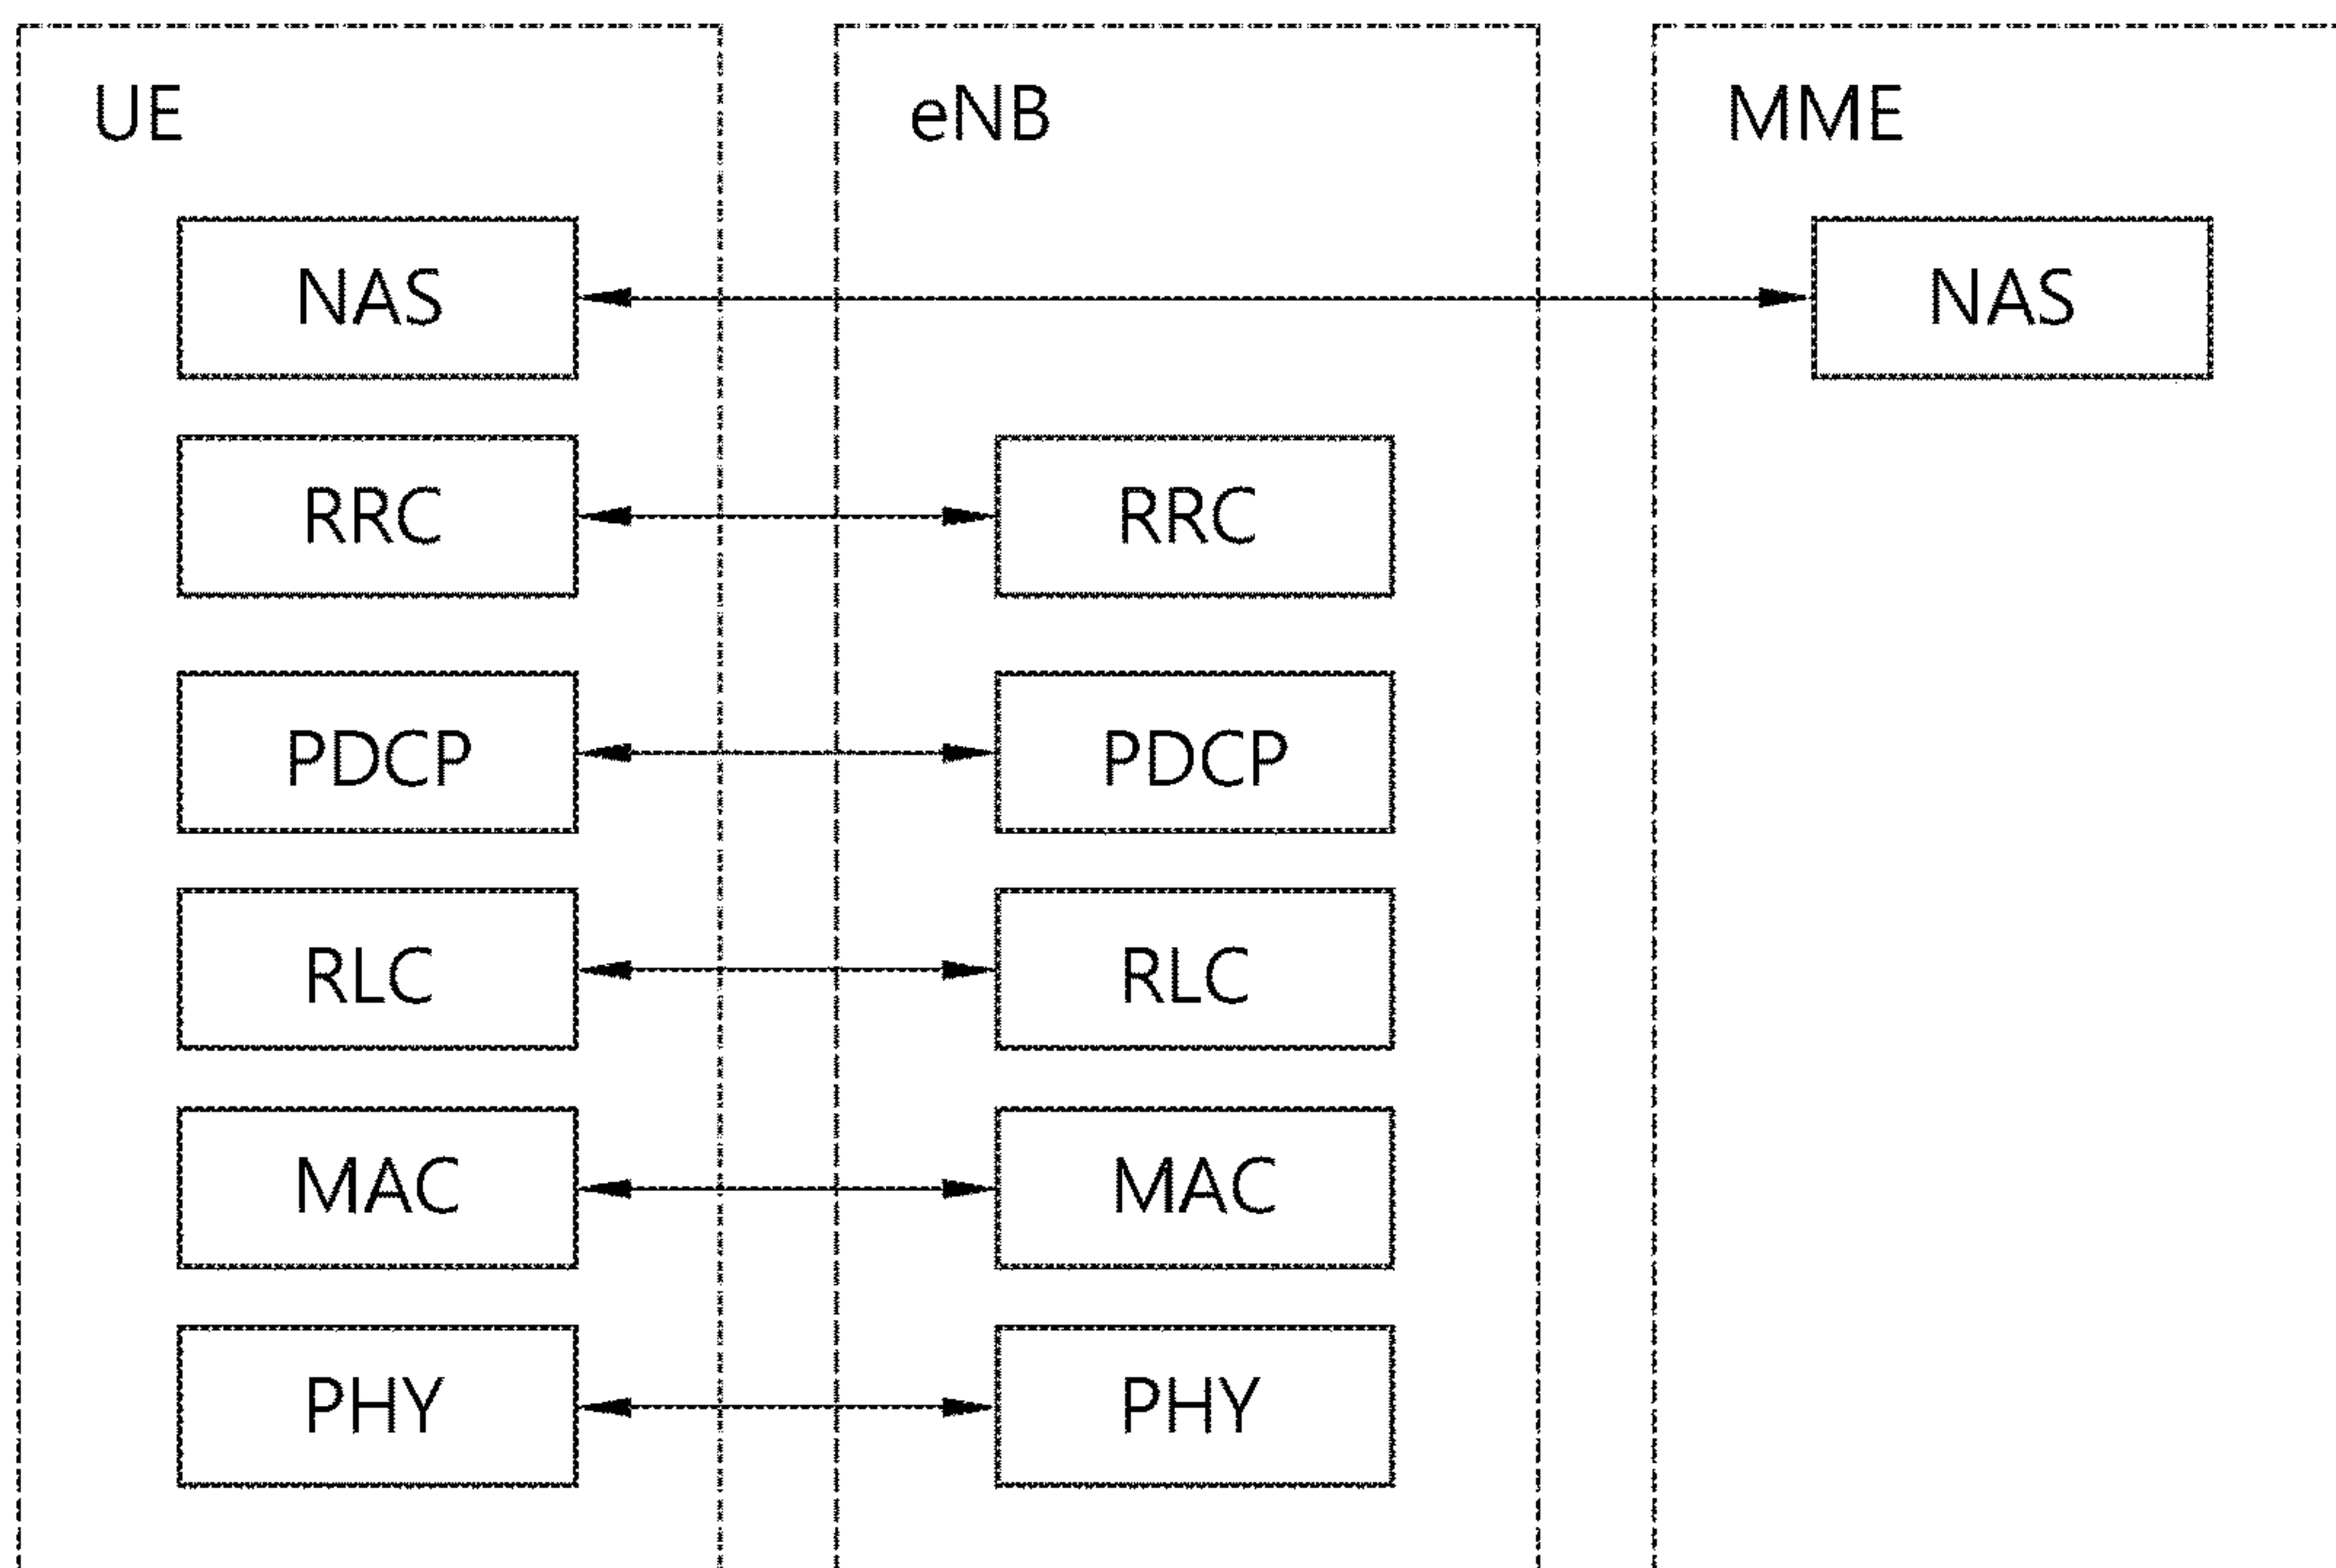 UE
eNB
MME
NAS
NAS
RRC
RRC
PDCP
PDCP
RLC
RLC
MAC
MAC
PHY
PHY